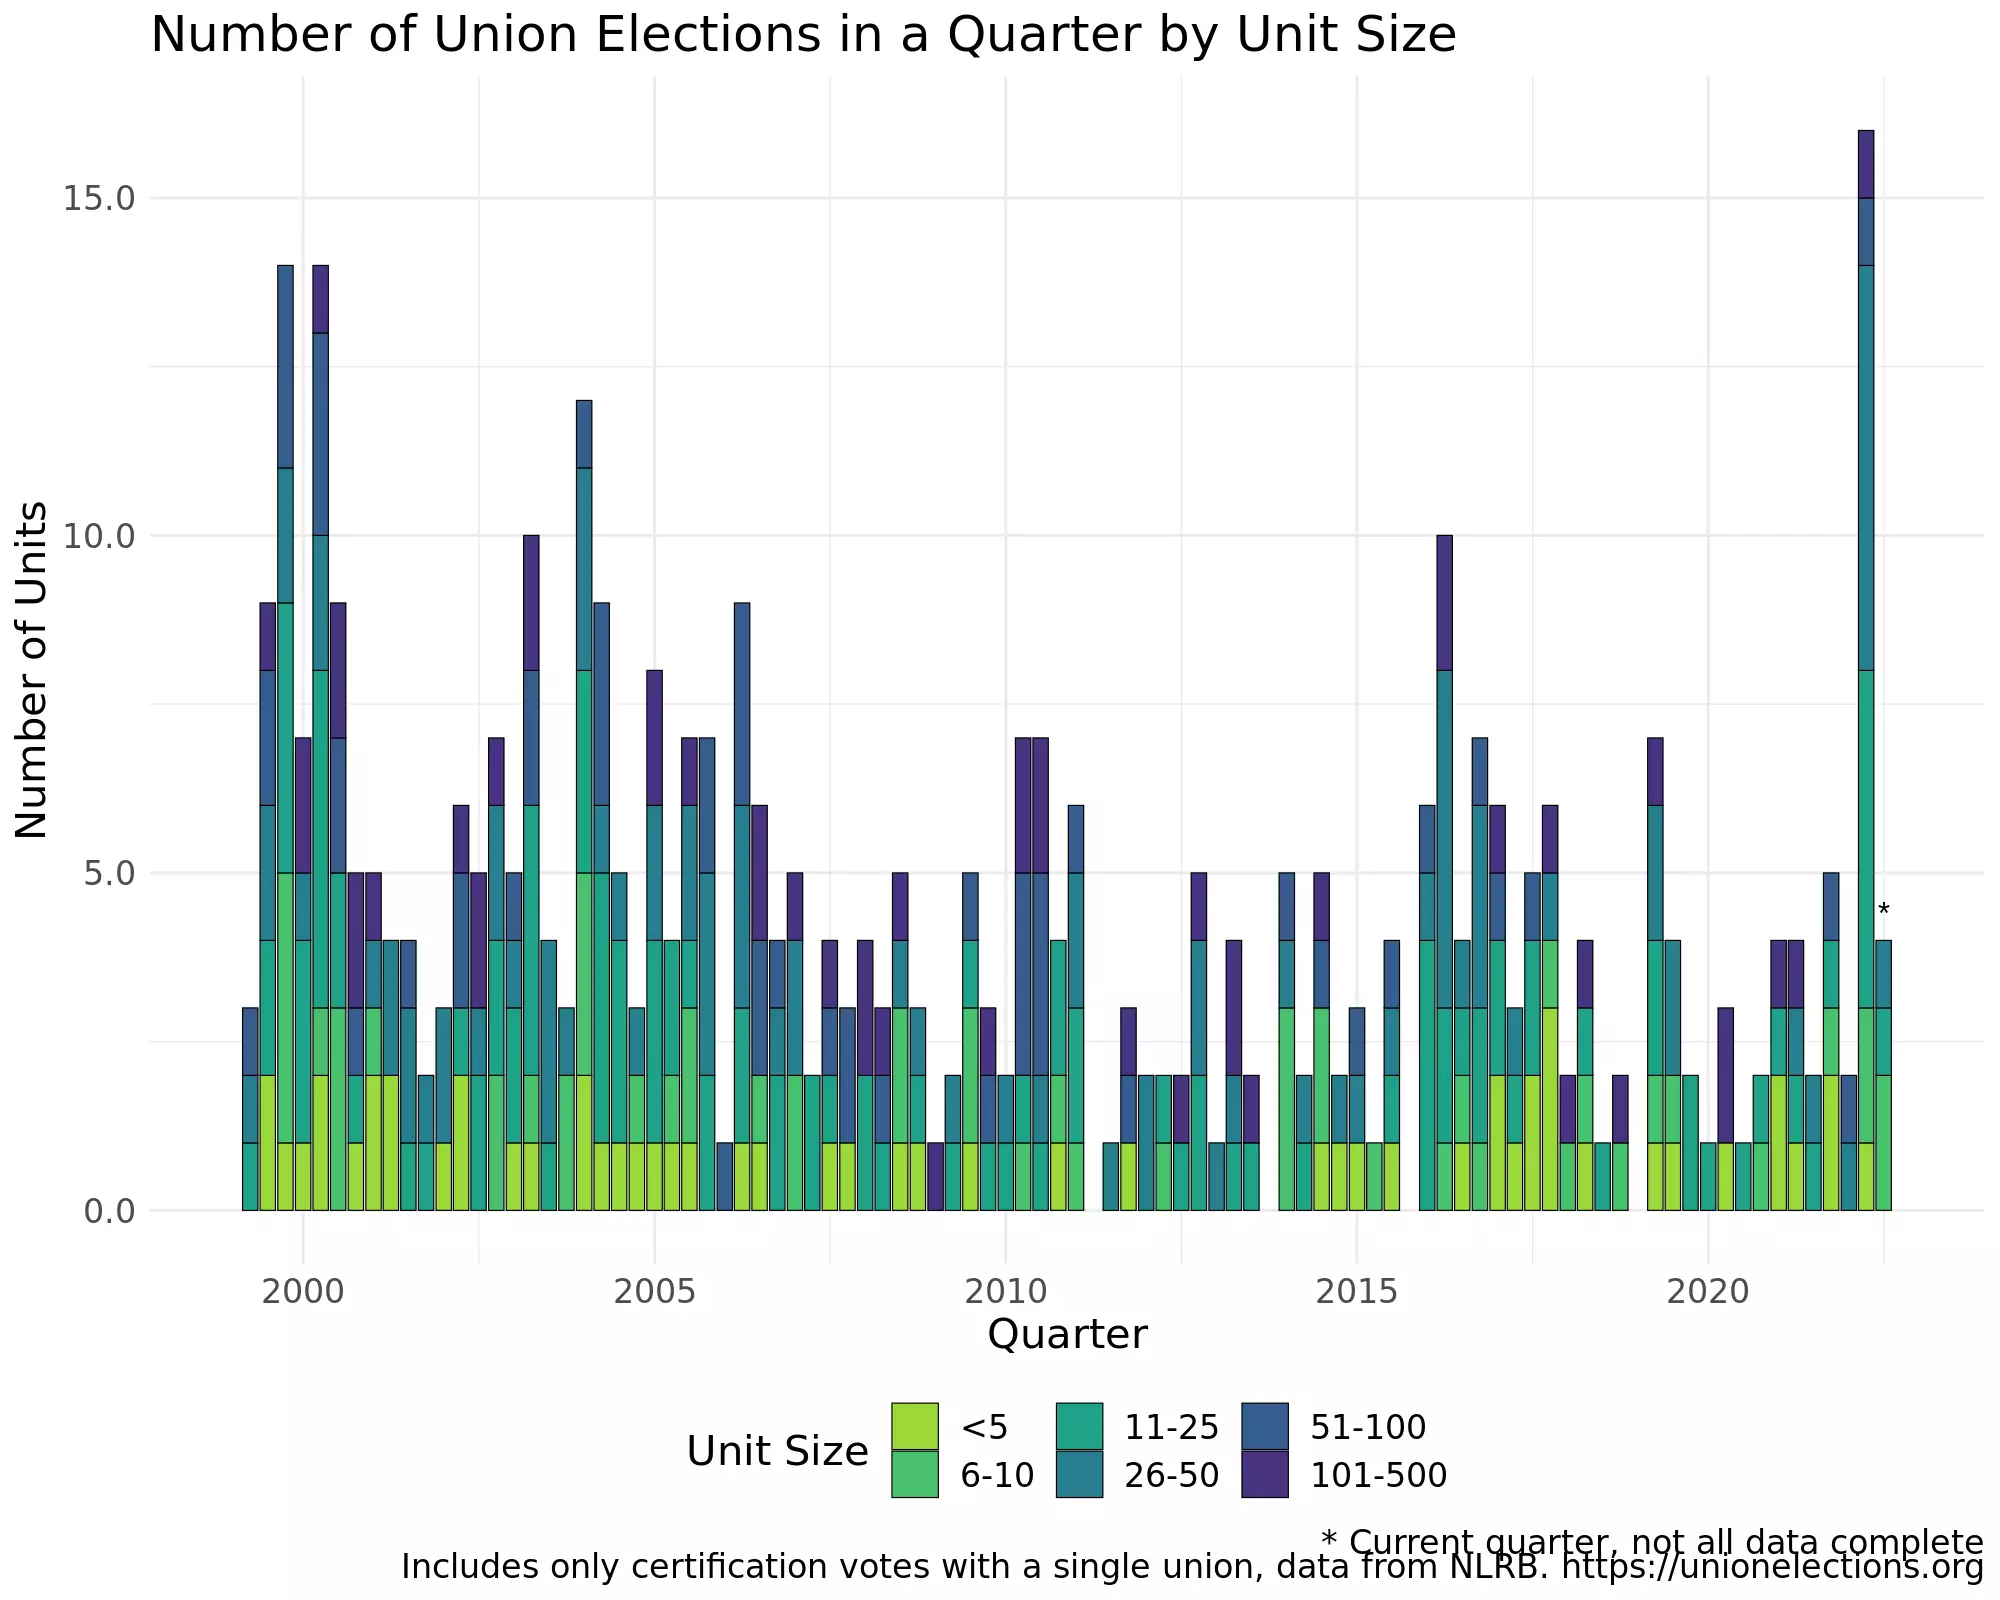 Number of Union Elections in a Quarter by Unit Size
Number of Units
15.0
10.0
5.0
0.0
*
2000 2005 2010 2015 2020
Quarter
Unit Size
<5 11-25 51-100
6-10 26-50 101-500
* Current quarter, not all data complete
Includes only certification votes with a single union, data from NLRB. https://unionelections.org